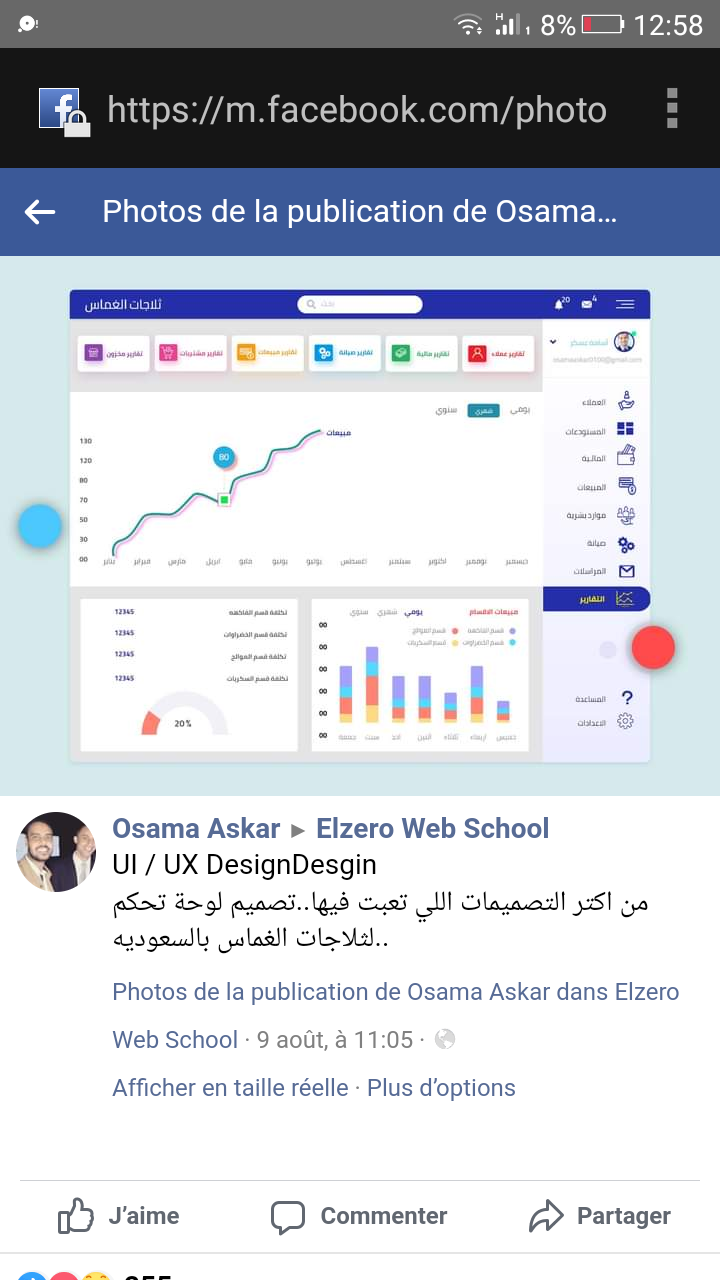 8% 12:58
https://m.facebook.com/photo
Photos de la publication de Osama...
ثلاجات الغماس
بحث
20
4
تقارير عملاء
تقارير مالية
تقارير صيانة
تقارير مبيعات
تقارير مشتريات
تقارير مخزون
أسامة عسكر
osamaaskar0100@gmail.com
العملاء
المستودعات
المالية
المبيعات
موارد بشرية
صيانة
المراسلات
التقارير
المساعدة
الاعدادات
يومي شهري سنوي
مبيعات
80
130
120
80
70
50
30
00
يناير فبراير مارس ابريل مايو يونيو يوليو اغسطس سبتمبر اكتوبر نوفمبر ديسمبر
تكلفة قسم الفاكهه 12345
تكلفة قسم الخضراوات 12345
تكلفة قسم الموالح 12345
تكلفة قسم السكريات 12345
20%
مبيعات الاقسام يومي شهري سنوي
قسم الفاكهه قسم الموالح
قسم الخضراوات قسم السكريات
00
00
00
00
00
00
جمعة سبت احد اثنين ثلاثاء اربعاء خميس
Osama Askar ▸ Elzero Web School
UI / UX DesignDesgin
من اكتر التصميمات اللي تعبت فيها..تصميم لوحة تحكم
لثلاجات الغماس بالسعوديه..
Photos de la publication de Osama Askar dans Elzero
Web School · 9 août, à 11:05 ·
Afficher en taille réelle · Plus d’options
J’aime Commenter Partager